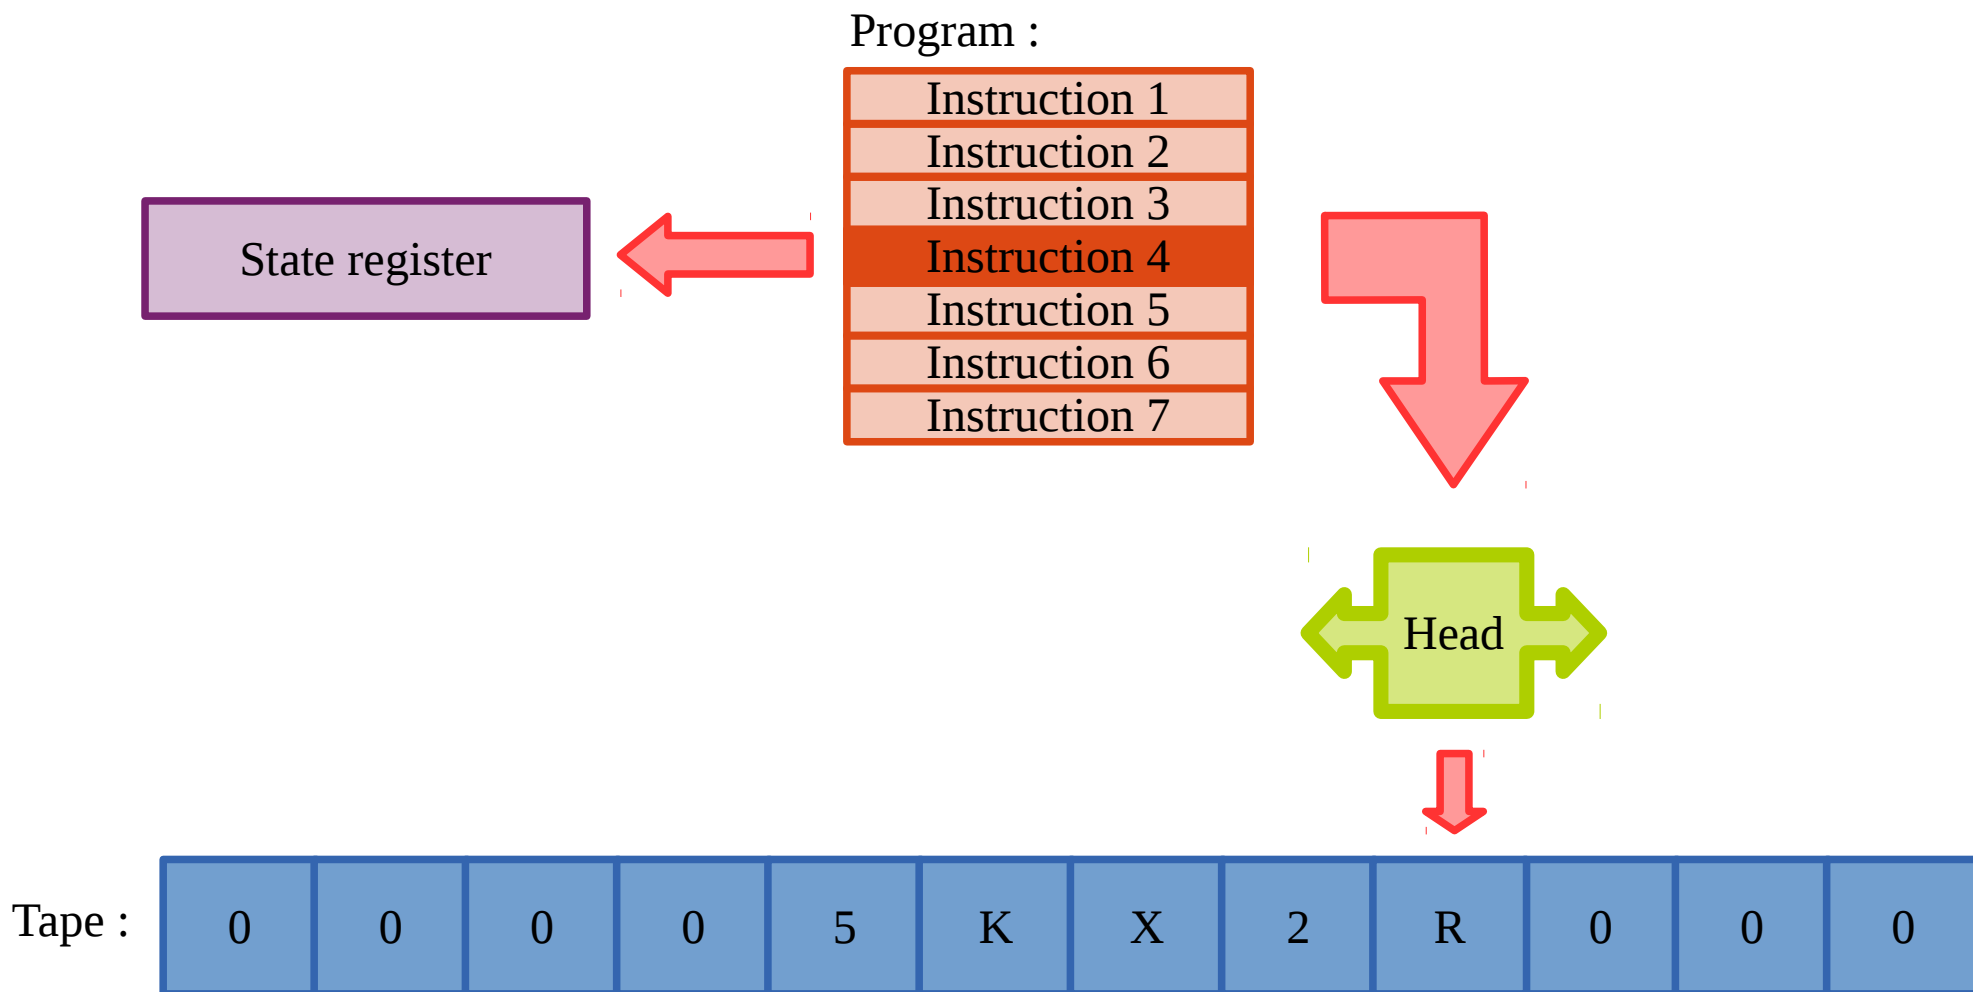 Program :
Instruction 1
Instruction 2
Instruction 3
State register
Instruction 4
Instruction 5
Instruction 6
Instruction 7
Head
Tape : 0 0 0 0 5 K X 2 R 0 0 0